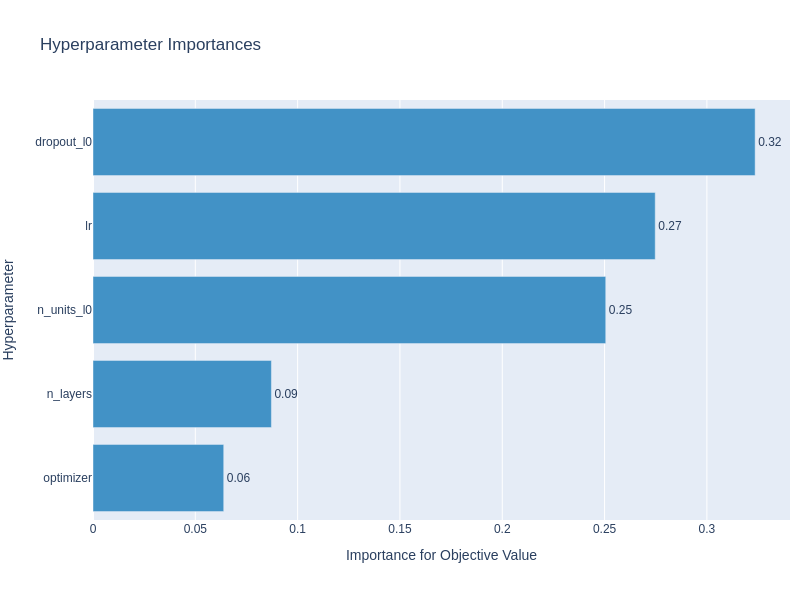 Hyperparameter Importances
Hyperparameter
dropout_l0
0.32
lr
0.27
n_units_l0
0.25
n_layers
0.09
optimizer
0.06
0
0.05
0.1
0.15
0.2
0.25
0.3
Importance for Objective Value